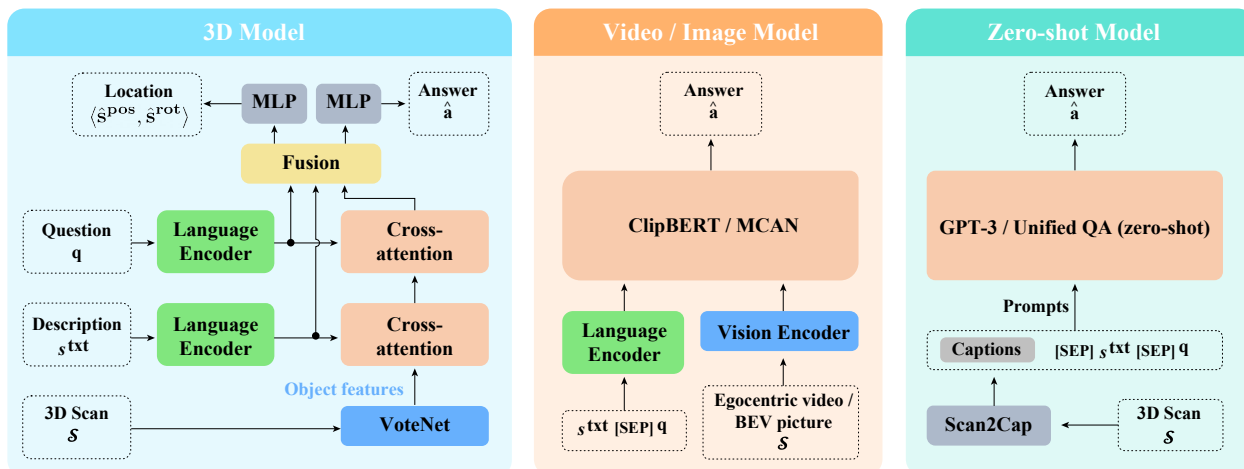 3D Model
Location
⟨ŝ^pos, ŝ^rot⟩
MLP
MLP
Answer
â
Fusion
Question
q
Language
Encoder
Cross-
attention
Description
s^txt
Language
Encoder
Cross-
attention
Object features
3D Scan
𝒮
VoteNet
Video / Image Model
Answer
â
ClipBERT / MCAN
Language
Encoder
Vision Encoder
s^txt [SEP] q
Egocentric video /
BEV picture
𝒮
Zero-shot Model
Answer
â
GPT-3 / Unified QA (zero-shot)
Prompts
Captions [SEP] s^txt [SEP] q
Scan2Cap
3D Scan
𝒮